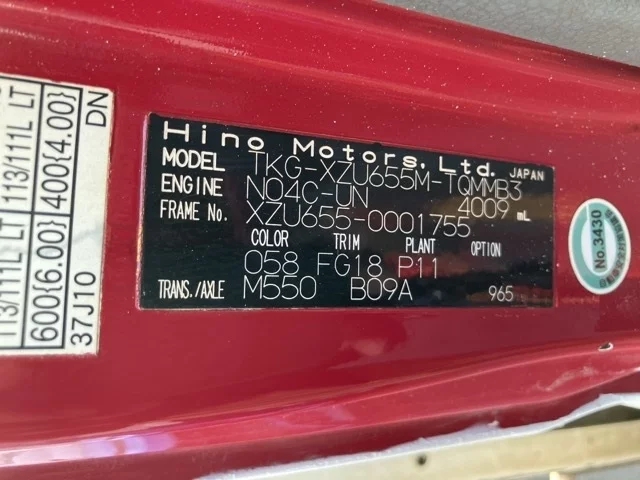 Hino Motors, Ltd. JAPAN
MODEL TKG-XZU655M-TQMMB3
ENGINE N04C-UN 4009 mL
FRAME No. XZU655-0001755
COLOR TRIM PLANT OPTION
058 FG18 P11
TRANS./AXLE M550 B09A 965
113/111L LT 113/111L LT
600{6.00} 400{4.00}
37J10 DN
No.3430